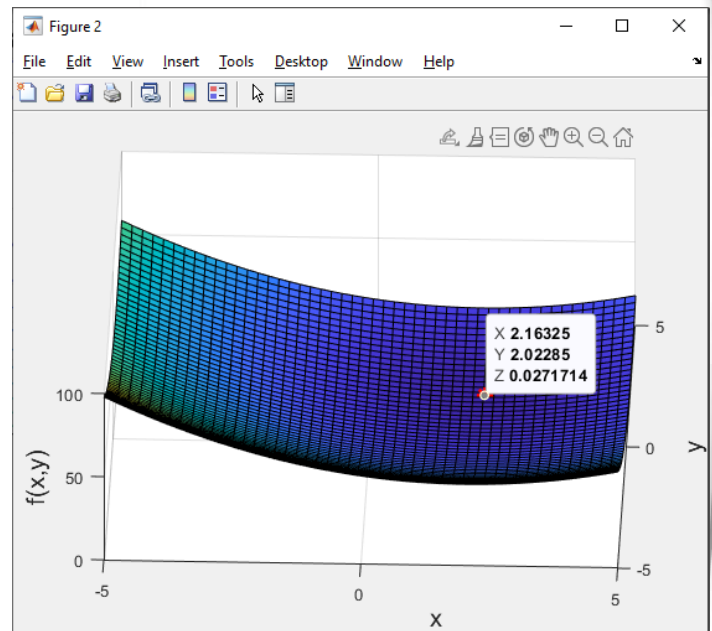 Figure 2
File Edit View Insert Tools Desktop Window Help
X 2.16325
Y 2.02285
Z 0.0271714
100
50
0
f(x,y)
-5
0
5
x
5
0
-5
y